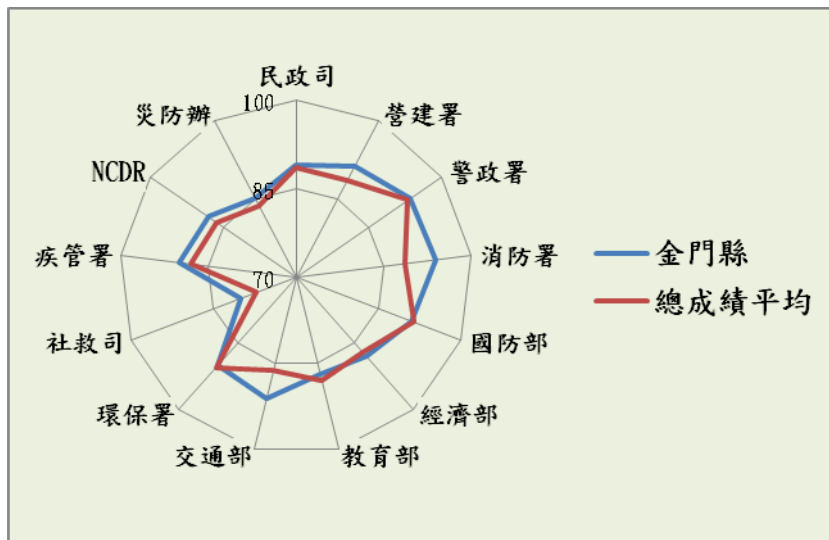 民政司
100
災防辦
營建署
NCDR
85
警政署
疾管署
70
消防署
金門縣
總成績平均
社救司
國防部
環保署
經濟部
交通部
教育部